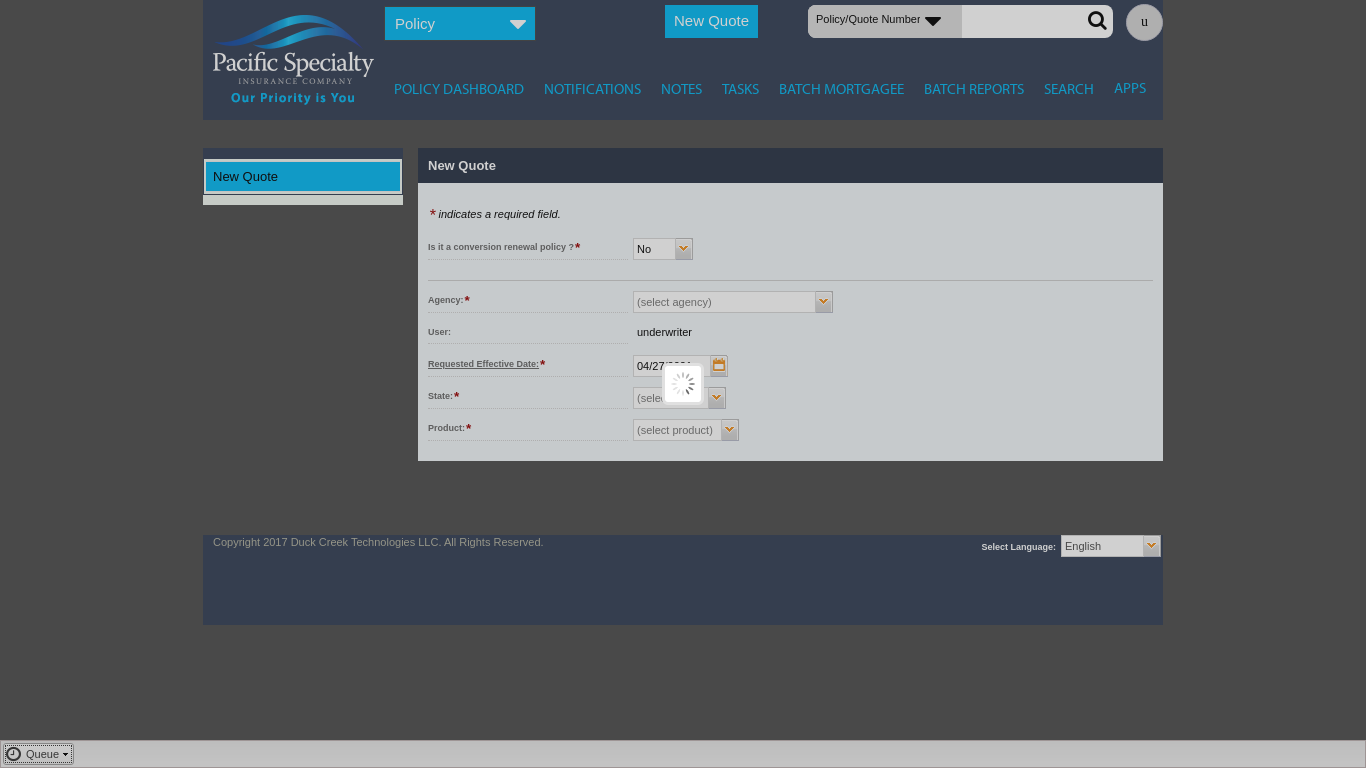 Policy
New Quote
Policy/Quote Number
u
Pacific Specialty
INSURANCE COMPANY
Our Priority is You
POLICY DASHBOARD NOTIFICATIONS NOTES TASKS BATCH MORTGAGEE BATCH REPORTS SEARCH APPS
New Quote
New Quote
* indicates a required field.
Is it a conversion renewal policy ?* No
Agency:* (select agency)
User: underwriter
Requested Effective Date:* 04/27/
State:*
Product:* (select product)
Copyright 2017 Duck Creek Technologies LLC. All Rights Reserved.
Select Language: English
Queue